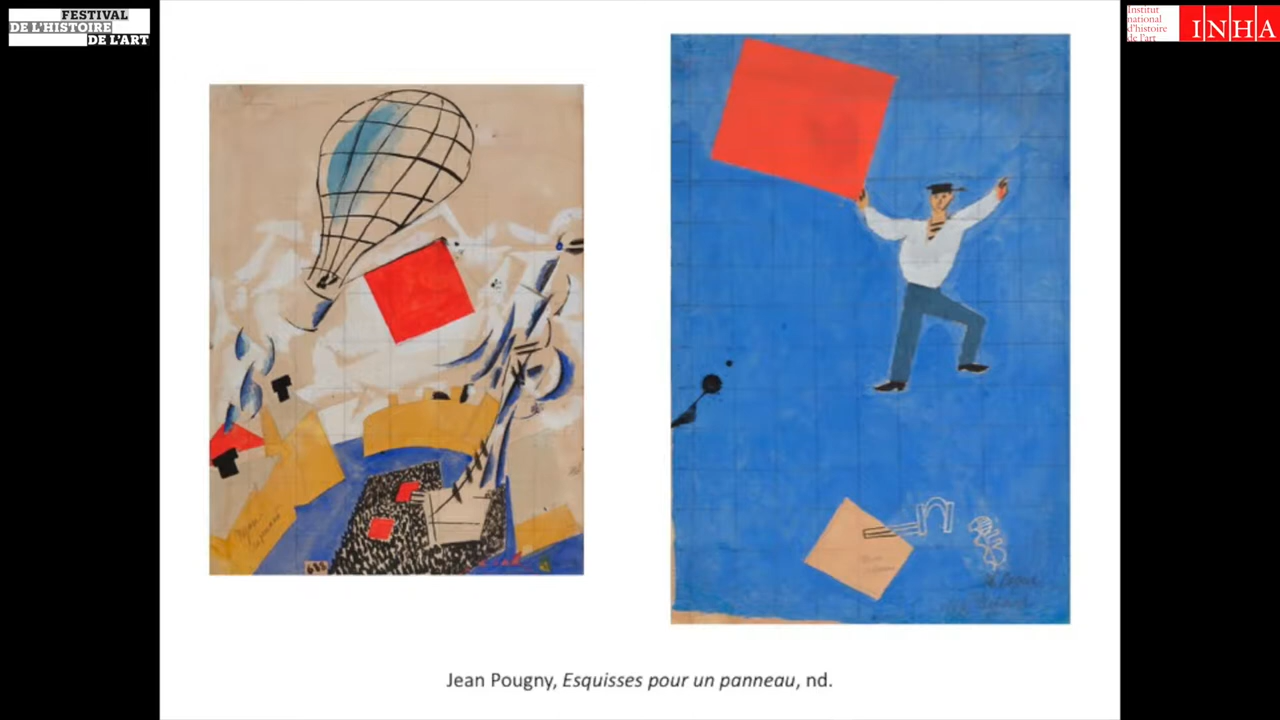 FESTIVAL
DE L'HISTOIRE
DE L'ART
Institut
national
d'histoire
de l'art
INHA
Jean Pougny, Esquisses pour un panneau, nd.